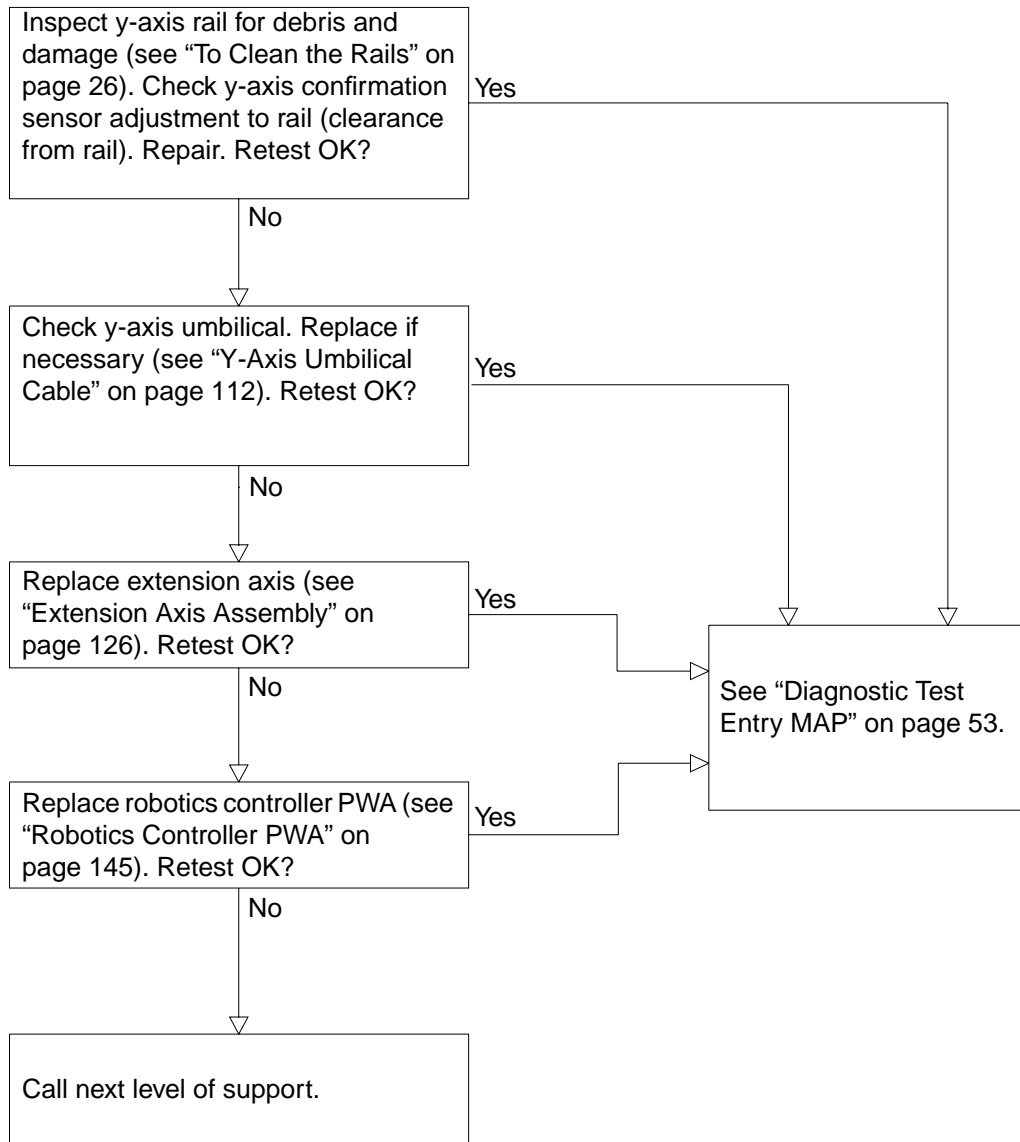 Inspect y-axis rail for debris and
damage (see “To Clean the Rails” on
page 26). Check y-axis confirmation
sensor adjustment to rail (clearance
from rail). Repair. Retest OK?
Yes
No
Check y-axis umbilical. Replace if
necessary (see “Y-Axis Umbilical
Cable” on page 112). Retest OK?
Yes
No
Replace extension axis (see
“Extension Axis Assembly” on
page 126). Retest OK?
Yes
No
See “Diagnostic Test
Entry MAP” on page 53.
Replace robotics controller PWA (see
“Robotics Controller PWA” on
page 145). Retest OK?
Yes
No
Call next level of support.